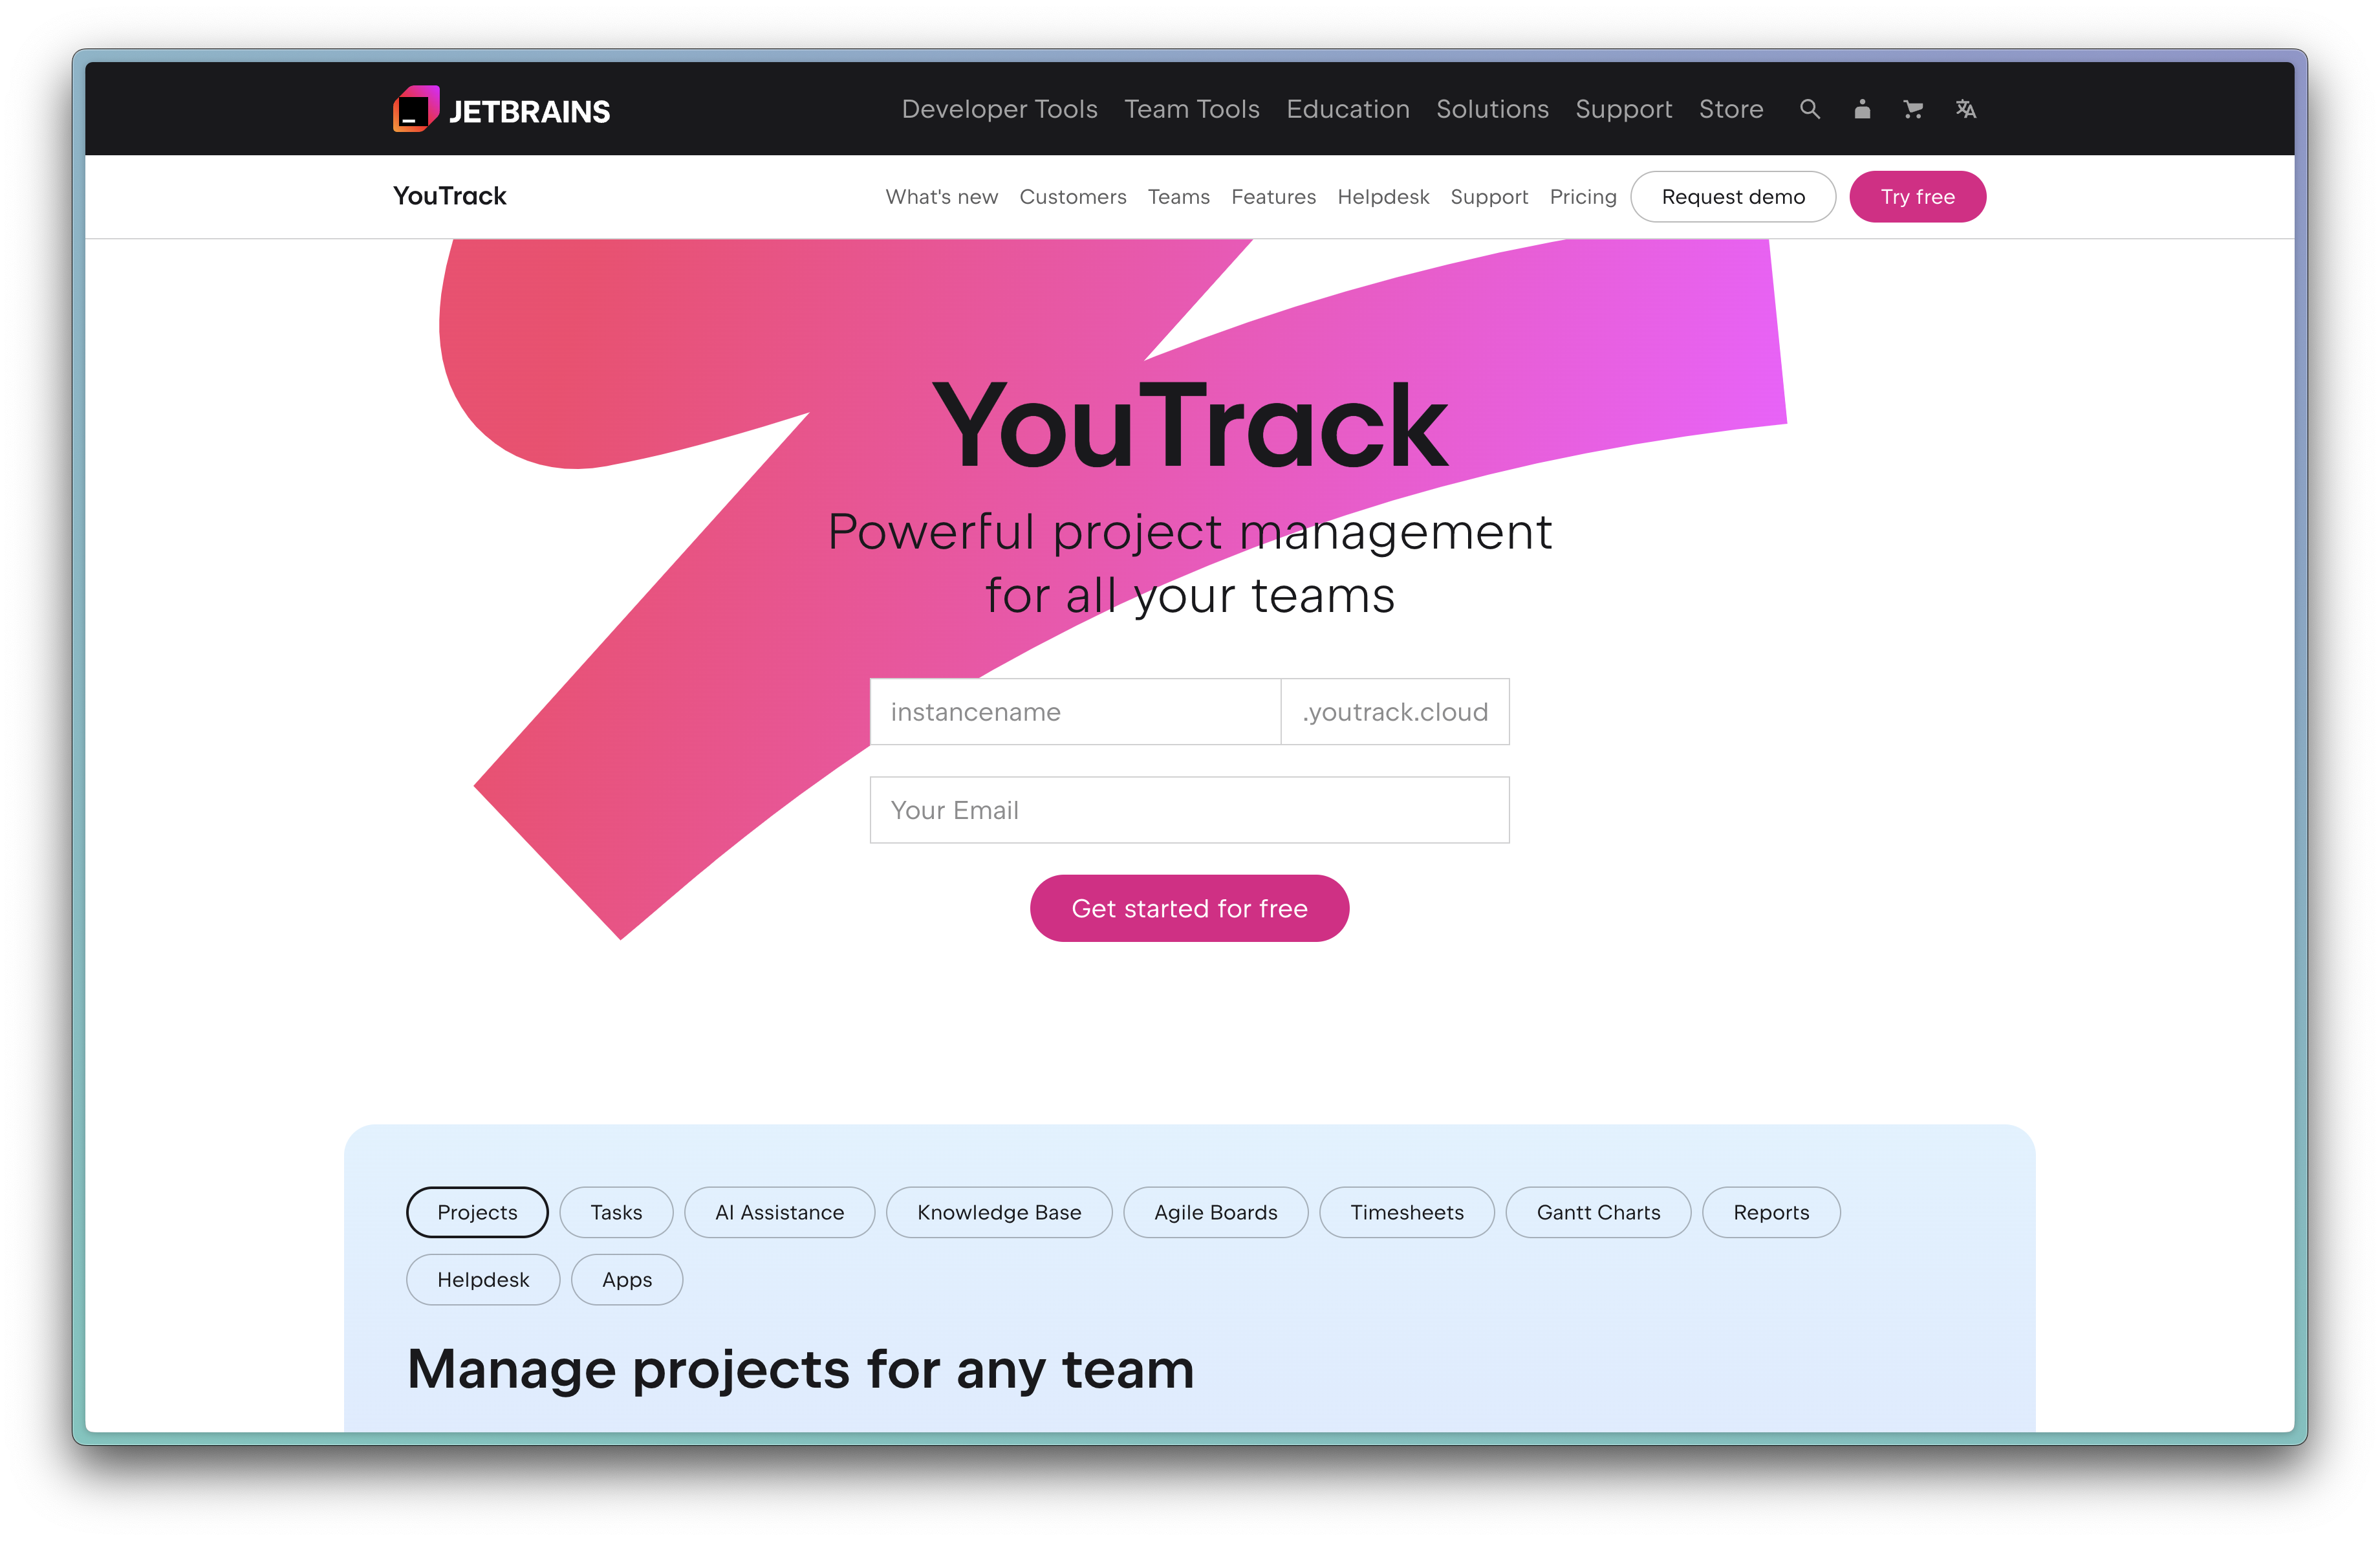 JETBRAINS
Developer Tools Team Tools Education Solutions Support Store
YouTrack
What's new Customers Teams Features Helpdesk Support Pricing Request demo Try free
YouTrack
Powerful project management
for all your teams
instancename .youtrack.cloud
Your Email
Get started for free
Projects Tasks AI Assistance Knowledge Base Agile Boards Timesheets Gantt Charts Reports
Helpdesk Apps
Manage projects for any team